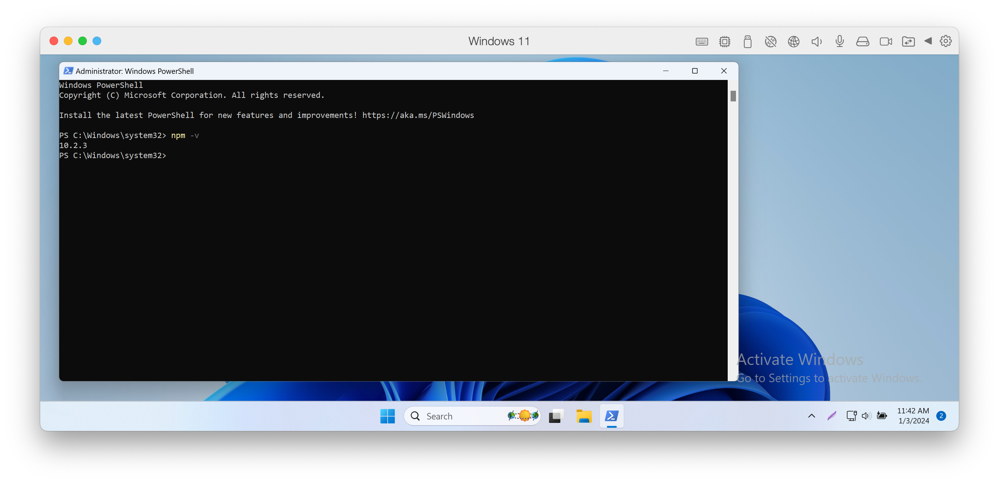 Windows 11
Administrator: Windows PowerShell
Windows PowerShell
Copyright (C) Microsoft Corporation. All rights reserved.
Install the latest PowerShell for new features and improvements! https://aka.ms/PSWindows
PS C:\Windows\system32> npm -v
10.2.3
PS C:\Windows\system32>
Activate Windows
Go to Settings to activate Windows.
Search
11:42 AM
1/3/2024
2